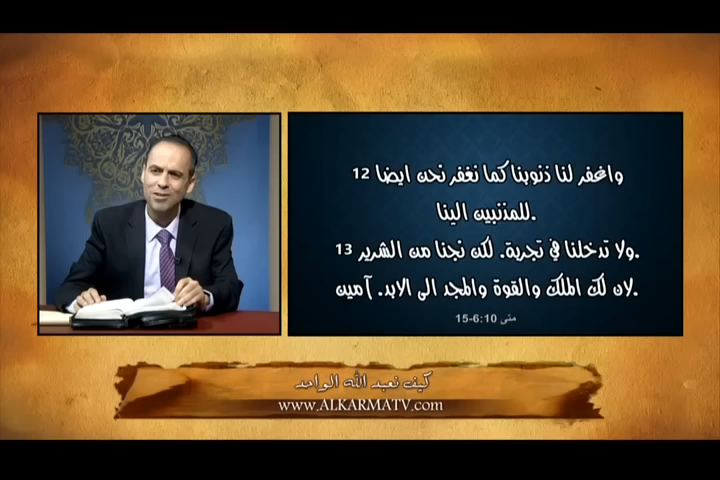 12 واغفر لنا ذنوبنا كما نغفر نحن ايضا
للمذنبين الينا.
13 ولا تدخلنا في تجربة. لكن نجنا من الشرير.
لان لك الملك والقوة والمجد الى الابد. آمين.
متى 6:10-15
كيف نعبد الله الواحد
www.ALKARMATV.com